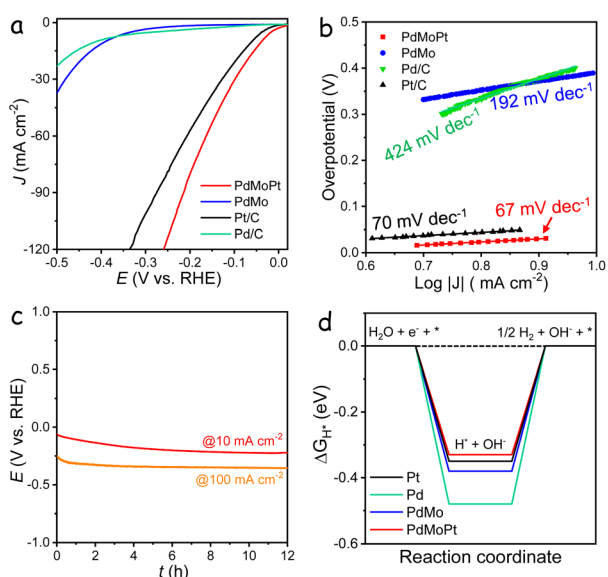 a
0
-30
-60
-90
-120
-0.5
-0.4
-0.3
-0.2
-0.1
0.0
J (mA cm⁻²)
E (V vs. RHE)
PdMoPt
PdMo
Pt/C
Pd/C
b
PdMoPt
PdMo
Pd/C
Pt/C
0.5
0.4
0.3
0.2
0.1
0.0
Overpotential (V)
192 mV dec⁻¹
424 mV dec⁻¹
70 mV dec⁻¹
67 mV dec⁻¹
0.6
0.7
0.8
0.9
1.0
Log |J| ( mA cm⁻²)
c
1.0
0.5
0.0
-0.5
-1.0
E (V vs. RHE)
@10 mA cm⁻²
@100 mA cm⁻²
0
2
4
6
8
10
12
t (h)
d
H₂O + e⁻ + *
1/2 H₂ + OH⁻ + *
0.0
-0.2
-0.4
-0.6
ΔG_H* (eV)
H* + OH⁻
Pt
Pd
PdMo
PdMoPt
Reaction coordinate